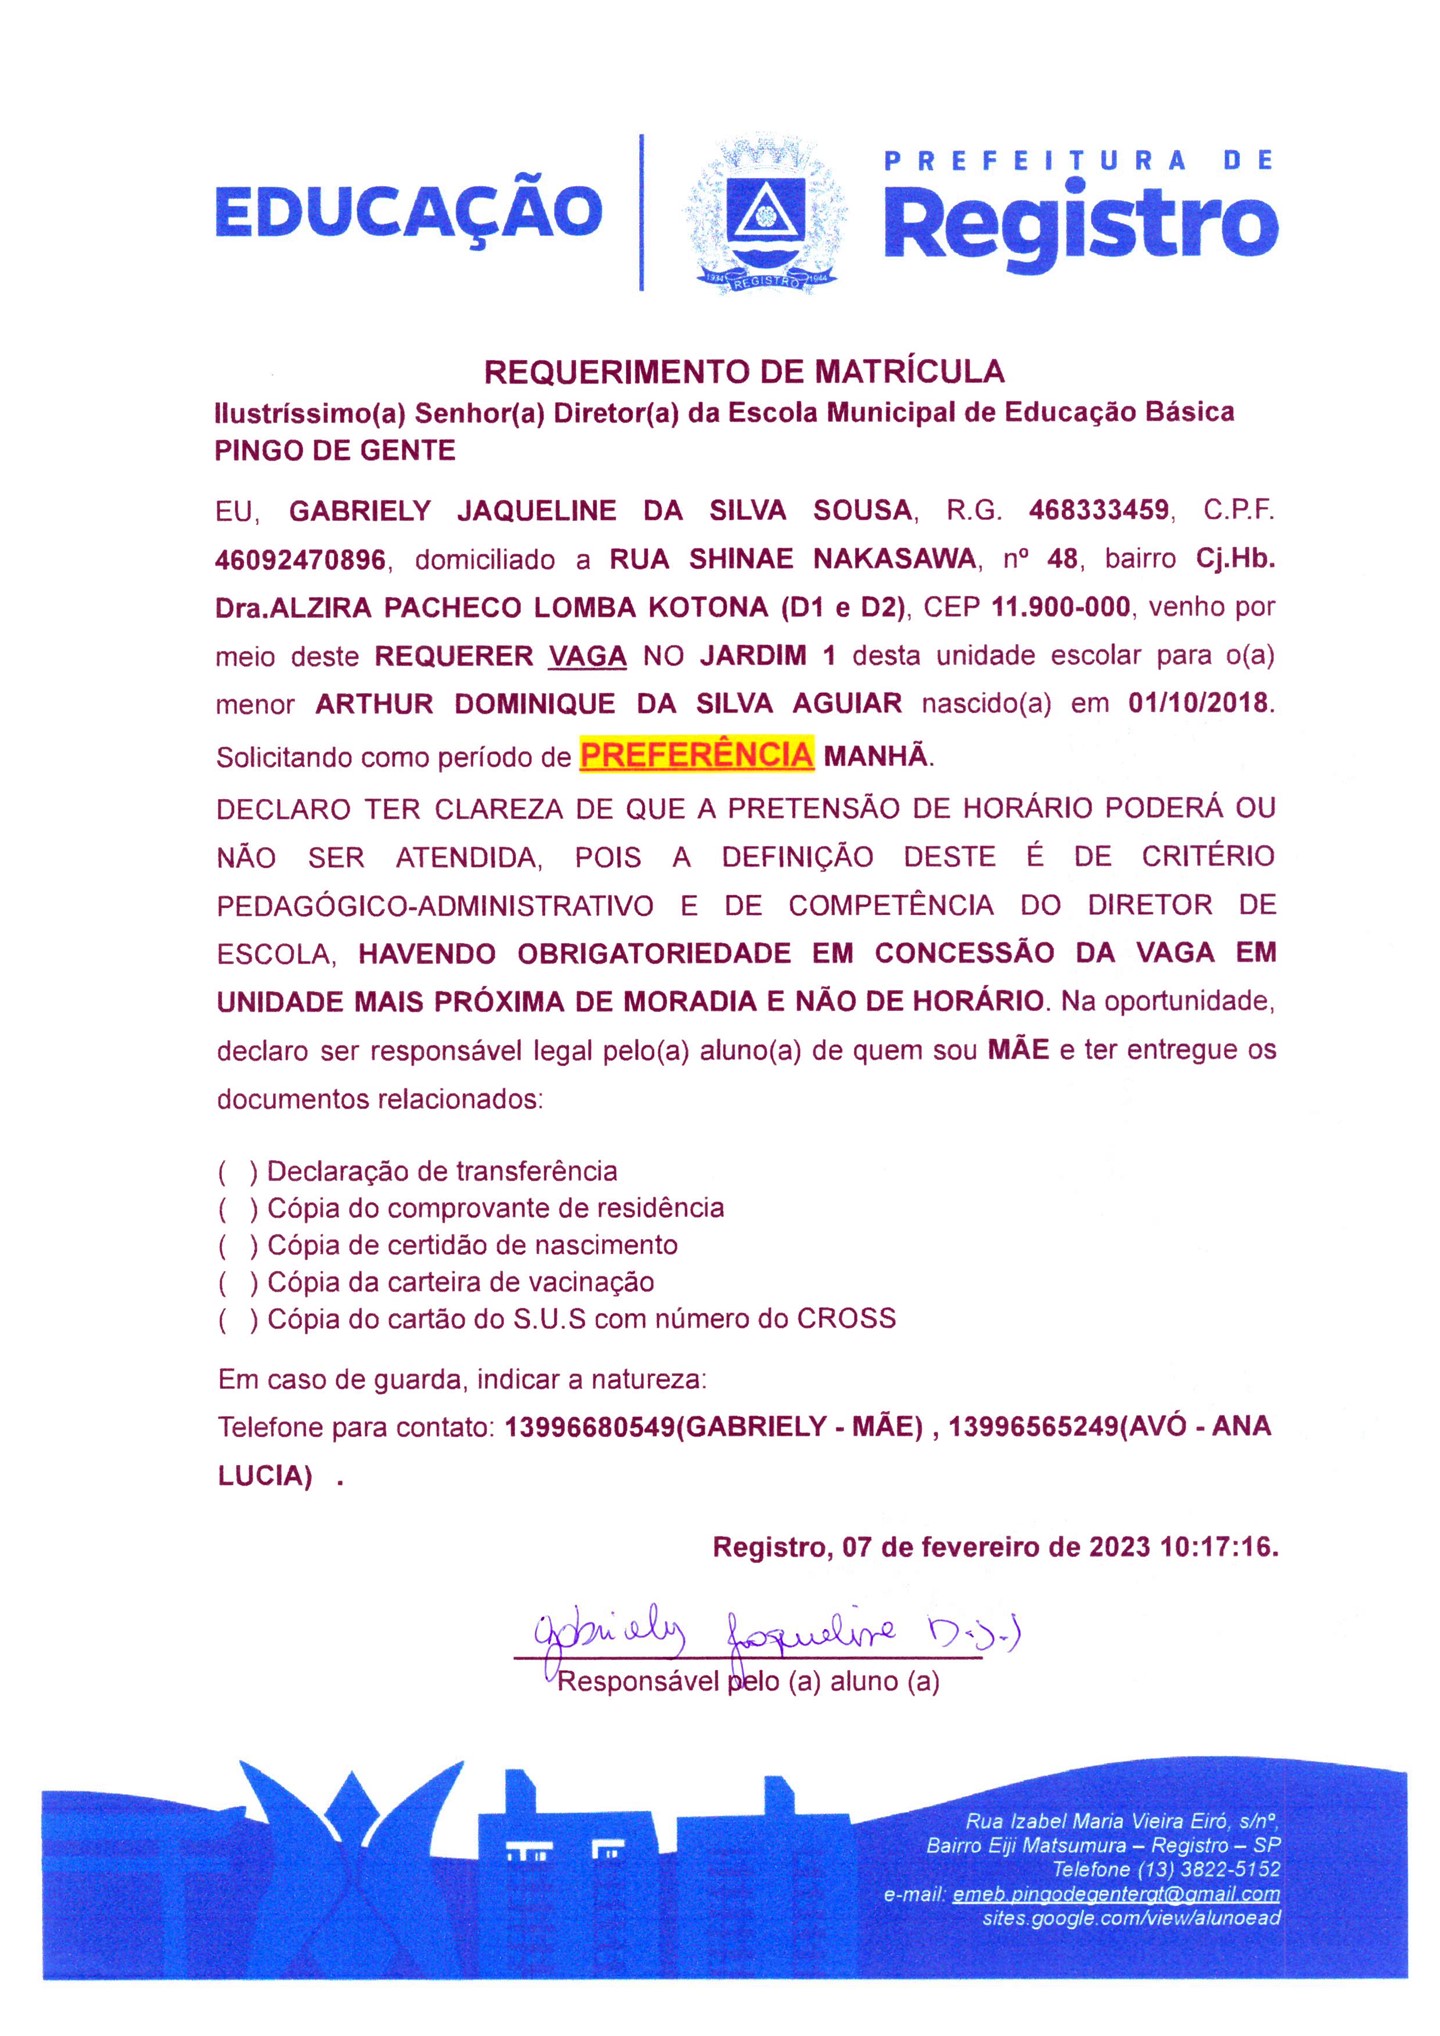 EDUCAÇÃO
PREFEITURA DE
Registro
1934 REGISTRO 1944
REQUERIMENTO DE MATRÍCULA
Ilustríssimo(a) Senhor(a) Diretor(a) da Escola Municipal de Educação Básica
PINGO DE GENTE
EU, GABRIELY JAQUELINE DA SILVA SOUSA, R.G. 468333459, C.P.F.
46092470896, domiciliado a RUA SHINAE NAKASAWA, nº 48, bairro Cj.Hb.
Dra.ALZIRA PACHECO LOMBA KOTONA (D1 e D2), CEP 11.900-000, venho por
meio deste REQUERER VAGA NO JARDIM 1 desta unidade escolar para o(a)
menor ARTHUR DOMINIQUE DA SILVA AGUIAR nascido(a) em 01/10/2018.
Solicitando como período de PREFERÊNCIA MANHÃ.
DECLARO TER CLAREZA DE QUE A PRETENSÃO DE HORÁRIO PODERÁ OU
NÃO SER ATENDIDA, POIS A DEFINIÇÃO DESTE É DE CRITÉRIO
PEDAGÓGICO-ADMINISTRATIVO E DE COMPETÊNCIA DO DIRETOR DE
ESCOLA, HAVENDO OBRIGATORIEDADE EM CONCESSÃO DA VAGA EM
UNIDADE MAIS PRÓXIMA DE MORADIA E NÃO DE HORÁRIO. Na oportunidade,
declaro ser responsável legal pelo(a) aluno(a) de quem sou MÃE e ter entregue os
documentos relacionados:
( ) Declaração de transferência
( ) Cópia do comprovante de residência
( ) Cópia de certidão de nascimento
( ) Cópia da carteira de vacinação
( ) Cópia do cartão do S.U.S com número do CROSS
Em caso de guarda, indicar a natureza:
Telefone para contato: 13996680549(GABRIELY - MÃE) , 13996565249(AVÓ - ANA
LUCIA) .
Registro, 07 de fevereiro de 2023 10:17:16.
Gabriely Jaqueline D.S.S
Responsável pelo (a) aluno (a)
Rua Izabel Maria Vieira Eiró, s/nº,
Bairro Eiji Matsumura – Registro – SP
Telefone (13) 3822-5152
e-mail: emeb.pingodegentergt@gmail.com
sites.google.com/view/alunoead